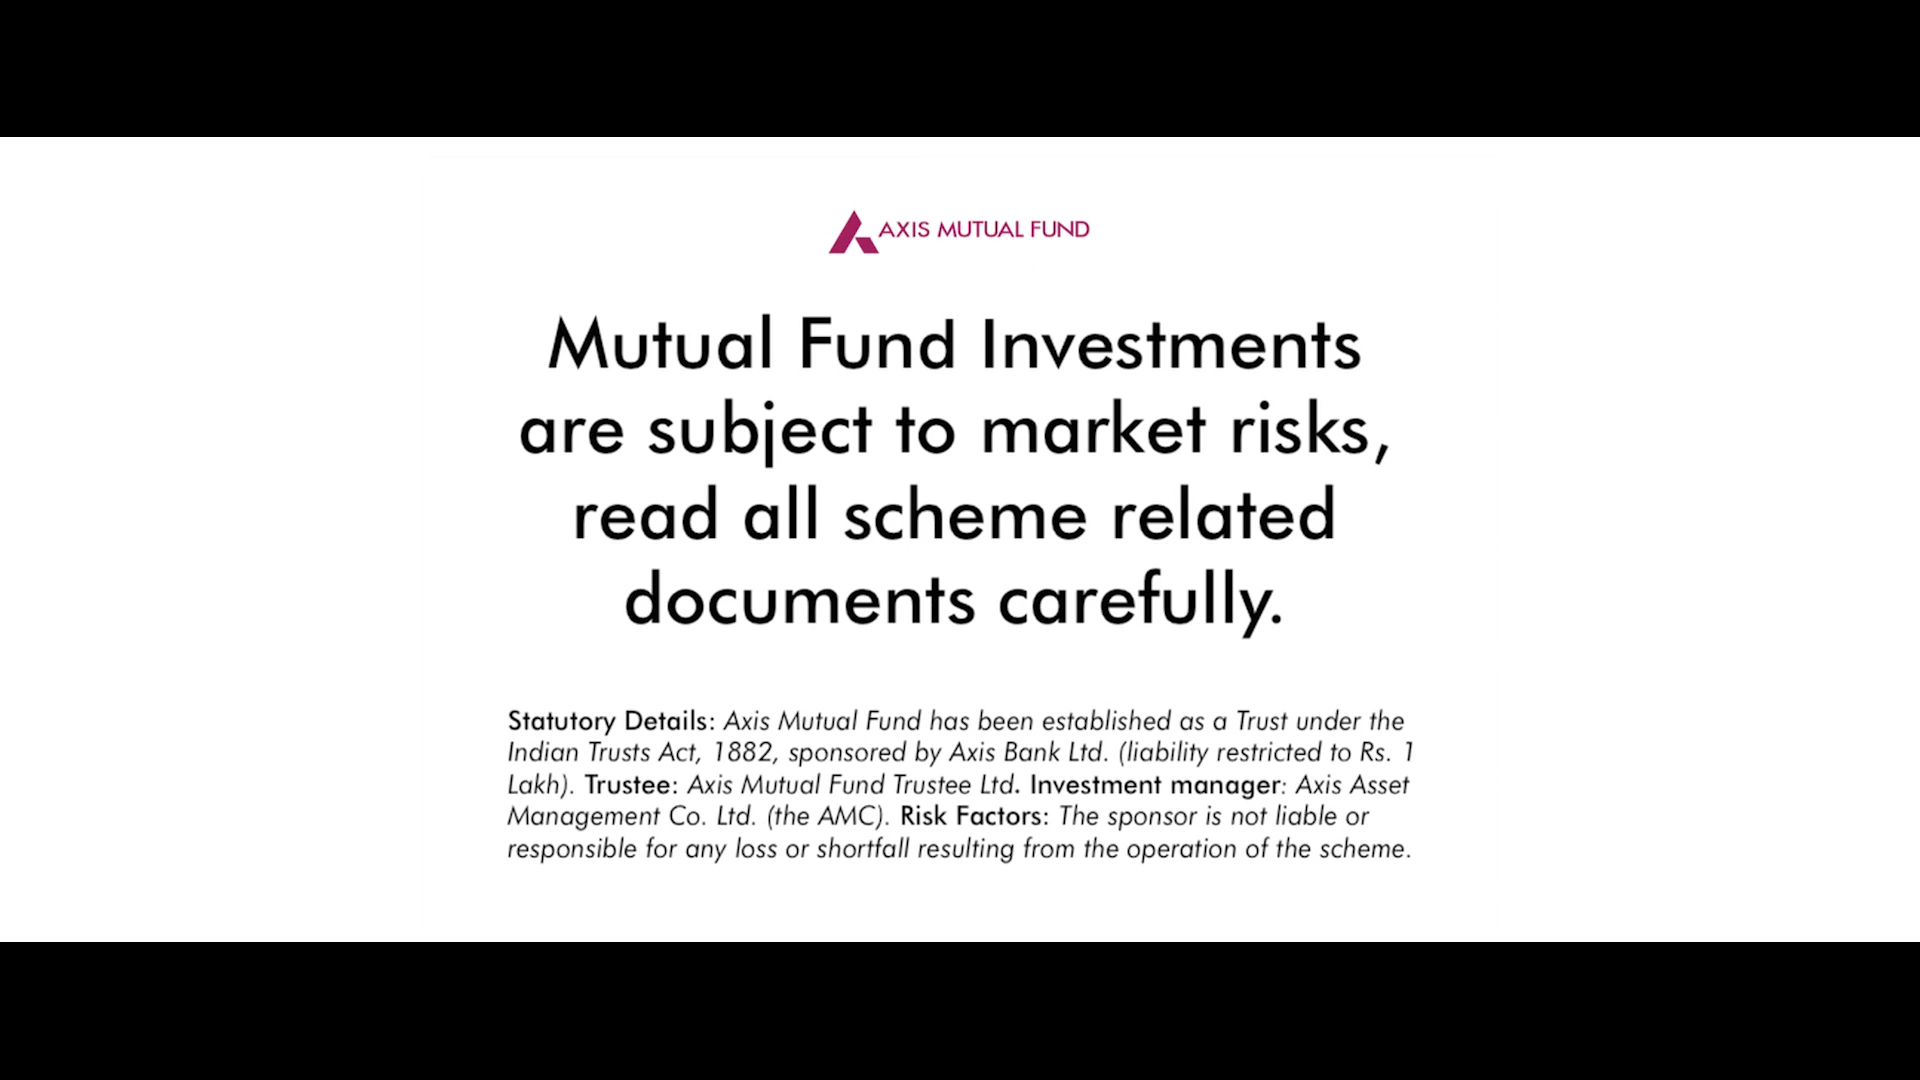 AXIS MUTUAL FUND
Mutual Fund Investments
are subject to market risks,
read all scheme related
documents carefully.
Statutory Details: Axis Mutual Fund has been established as a Trust under the
Indian Trusts Act, 1882, sponsored by Axis Bank Ltd. (liability restricted to Rs. 1
Lakh). Trustee: Axis Mutual Fund Trustee Ltd. Investment manager: Axis Asset
Management Co. Ltd. (the AMC). Risk Factors: The sponsor is not liable or
responsible for any loss or shortfall resulting from the operation of the scheme.